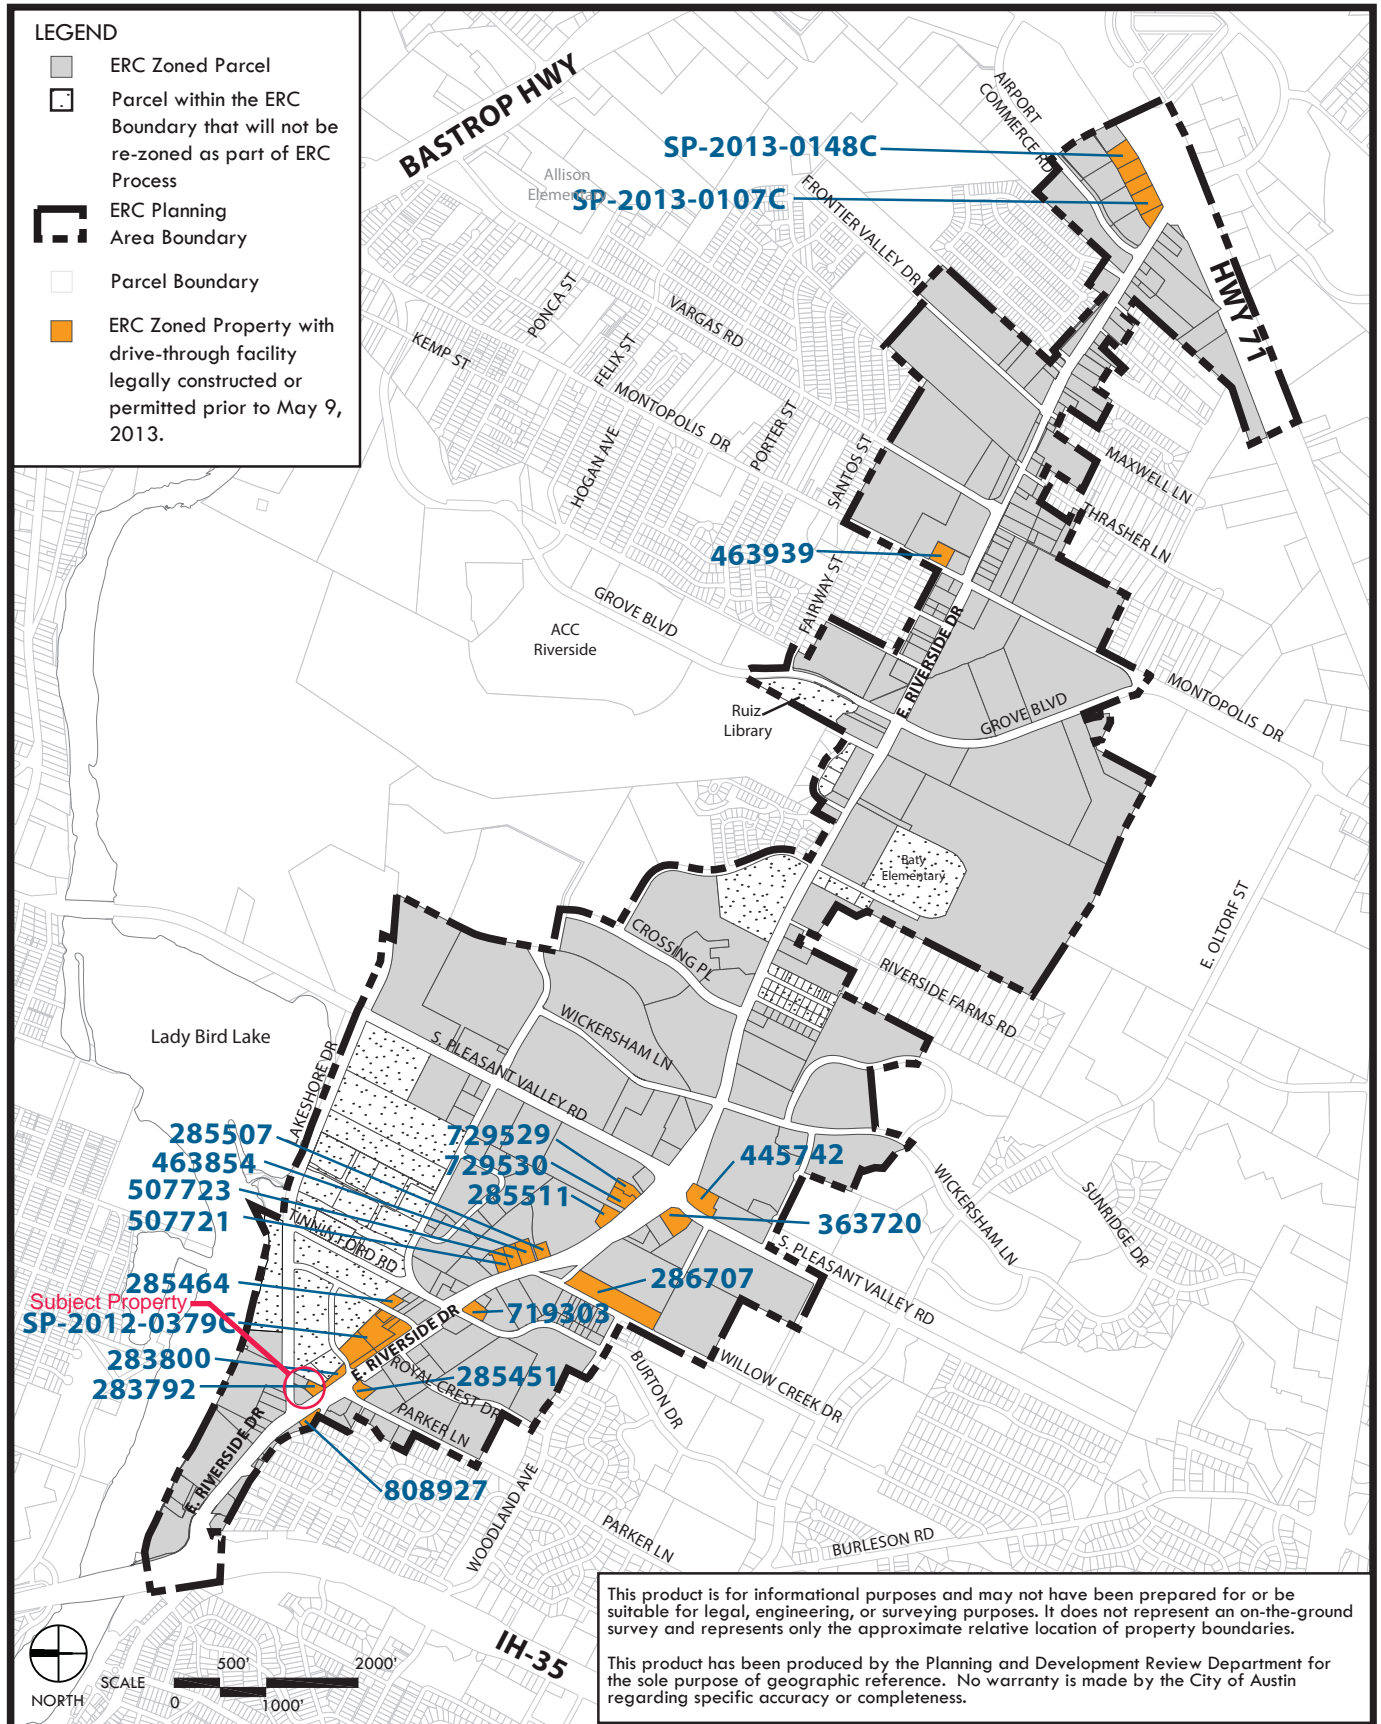 LEGEND
ERC Zoned Parcel
Parcel within the ERC
Boundary that will not be
re-zoned as part of ERC
Process
ERC Planning
Area Boundary
Parcel Boundary
ERC Zoned Property with
drive-through facility
legally constructed or
permitted prior to May 9,
2013.
BASTROP HWY
AIRPORT
COMMERCE RD
SP-2013-0148C
Allison
Elementary
SP-2013-0107C
FRONTIER VALLEY DR
HWY 71
PONCA ST
VARGAS RD
KEMP ST
FELIX ST
MONTOPOLIS DR
PORTER ST
HOGAN AVE
SANTOS ST
MAXWELL LN
THRASHER LN
463939
FAIRWAY ST
GROVE BLVD
ACC
Riverside
E. RIVERSIDE DR
Ruiz
Library
GROVE BLVD
MONTOPOLIS DR
Baty
Elementary
E. OLTORF ST
CROSSING PL
RIVERSIDE FARMS RD
WICKERSHAM LN
Lady Bird Lake
LAKESHORE DR
S. PLEASANT VALLEY RD
285507
463854
507723
507721
729529
729530
285511
445742
363720
WICKERSHAM LN
SUNRIDGE DR
TINNIN FORD RD
S. PLEASANT VALLEY RD
285464
286707
Subject Property
SP-2012-0379C
719303
E. RIVERSIDE DR
283800
283792
ROYAL CREST DR
285451
PARKER LN
BURTON DR
WILLOW CREEK DR
E. RIVERSIDE DR
808927
WOODLAND AVE
PARKER LN
BURLESON RD
IH-35
NORTH
SCALE
500'
2000'
0
1000'
This product is for informational purposes and may not have been prepared for or be
suitable for legal, engineering, or surveying purposes. It does not represent an on-the-ground
survey and represents only the approximate relative location of property boundaries.
This product has been produced by the Planning and Development Review Department for
the sole purpose of geographic reference. No warranty is made by the City of Austin
regarding specific accuracy or completeness.